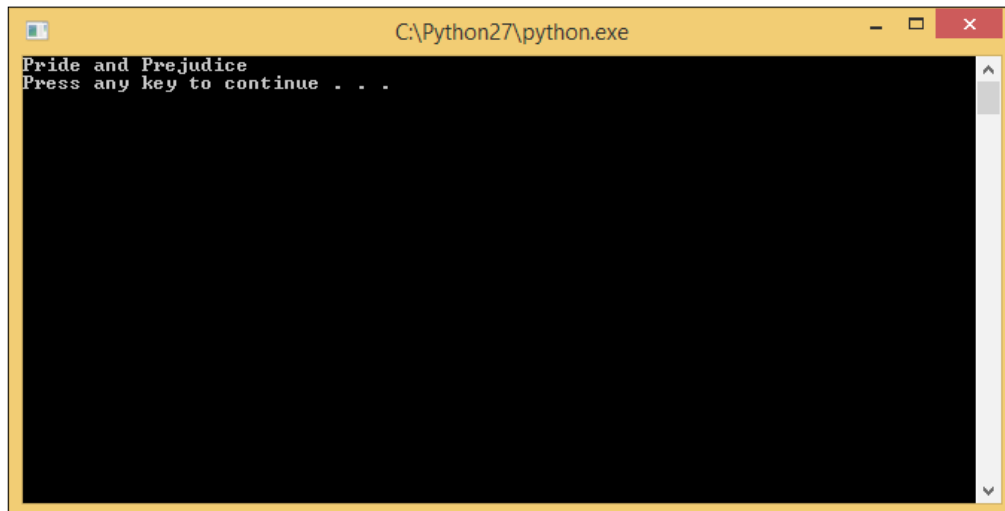 C:\Python27\python.exe
Pride and Prejudice
Press any key to continue . . .